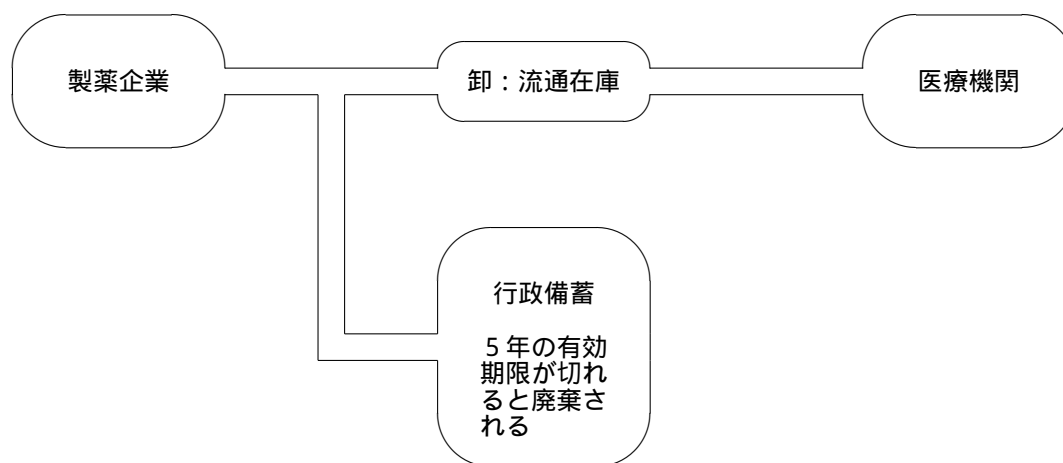 製薬企業
卸：流通在庫
医療機関
行政備蓄
５年の有効
期限が切れ
ると廃棄さ
れる